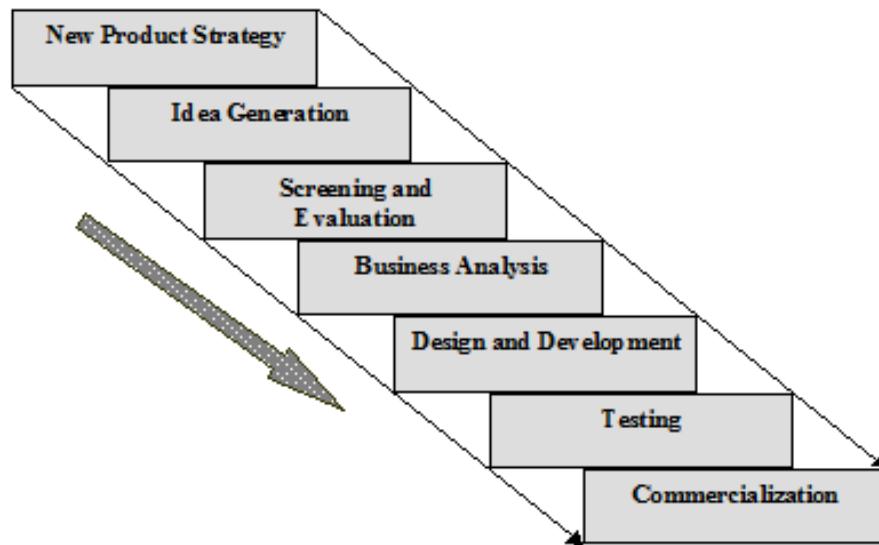 New Product Strategy
Idea Generation
Screening and
Evaluation
Business Analysis
Design and Development
Testing
Commercialization